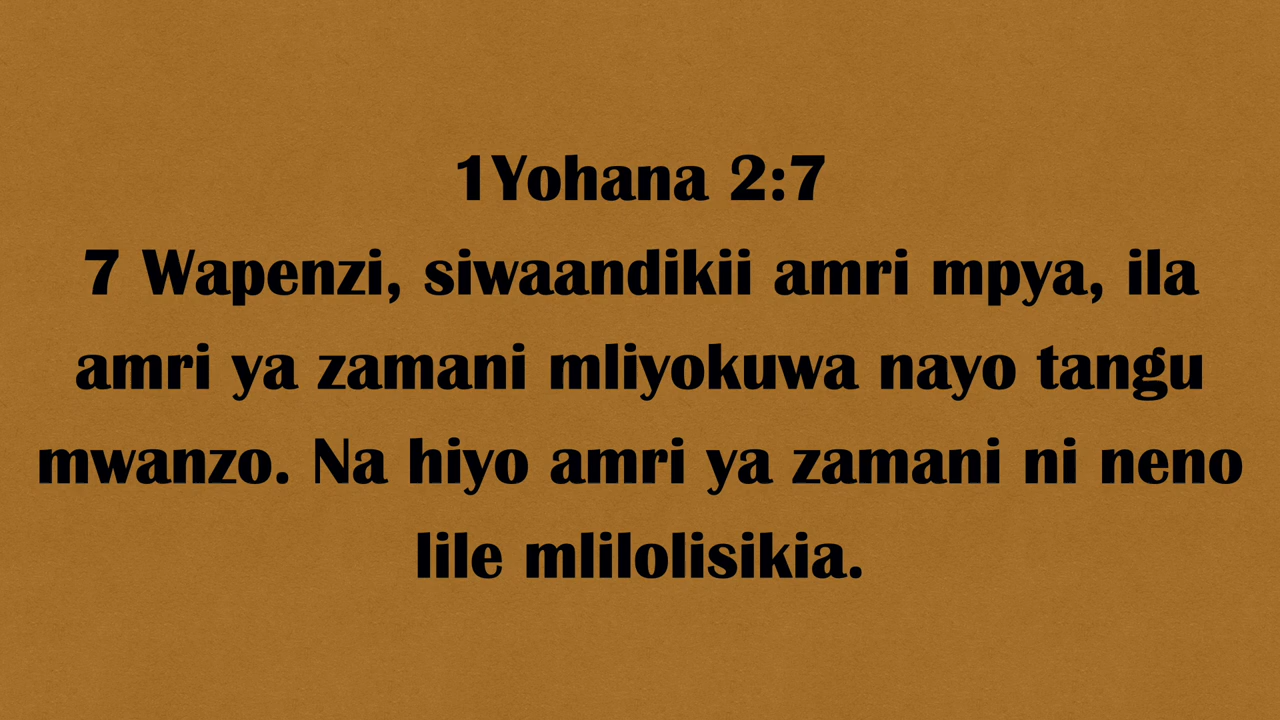 1Yohana 2:7
7 Wapenzi, siwaandikii amri mpya, ila
amri ya zamani mliyokuwa nayo tangu
mwanzo. Na hiyo amri ya zamani ni neno
lile mlilolisikia.